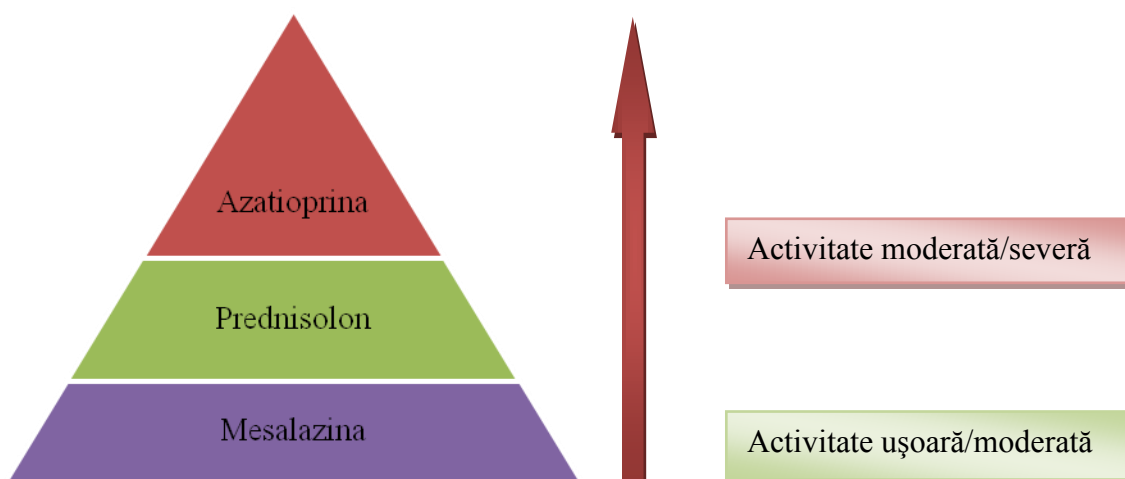 Azatioprina
Activitate moderată/severă
Prednisolon
Mesalazina
Activitate uşoară/moderată